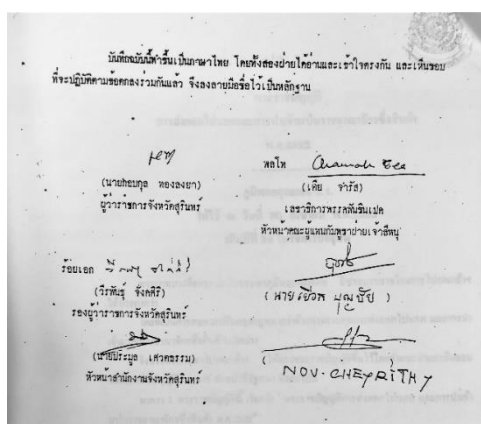 บันทึกฉบับนี้ทำขึ้นเป็นภาษาไทย โดยทั้งสองฝ่ายได้อ่านและเข้าใจตรงกัน และเห็นชอบ
ที่จะปฏิบัติตามข้อตกลงร่วมกันแล้ว จึงลงลายมือชื่อไว้เป็นหลักฐาน
(นายกอบกุล ทองลงยา)
ผู้ว่าราชการจังหวัดสุรินทร์
ร้อยเอก
(วีรพันธุ์ จังคศิริ)
รองผู้ว่าราชการจังหวัดสุรินทร์
(นายประมูล เศวตธรรม)
หัวหน้าสำนักงานจังหวัดสุรินทร์
พลโท
(เตีย จำรัส)
เลขาธิการพรรคฟันซินเปค
หัวหน้าคณะผู้แทนกัมพูชาฝ่ายเจ้าสีหนุ
บุญชัย )
(
NOV. CHEYRITHY